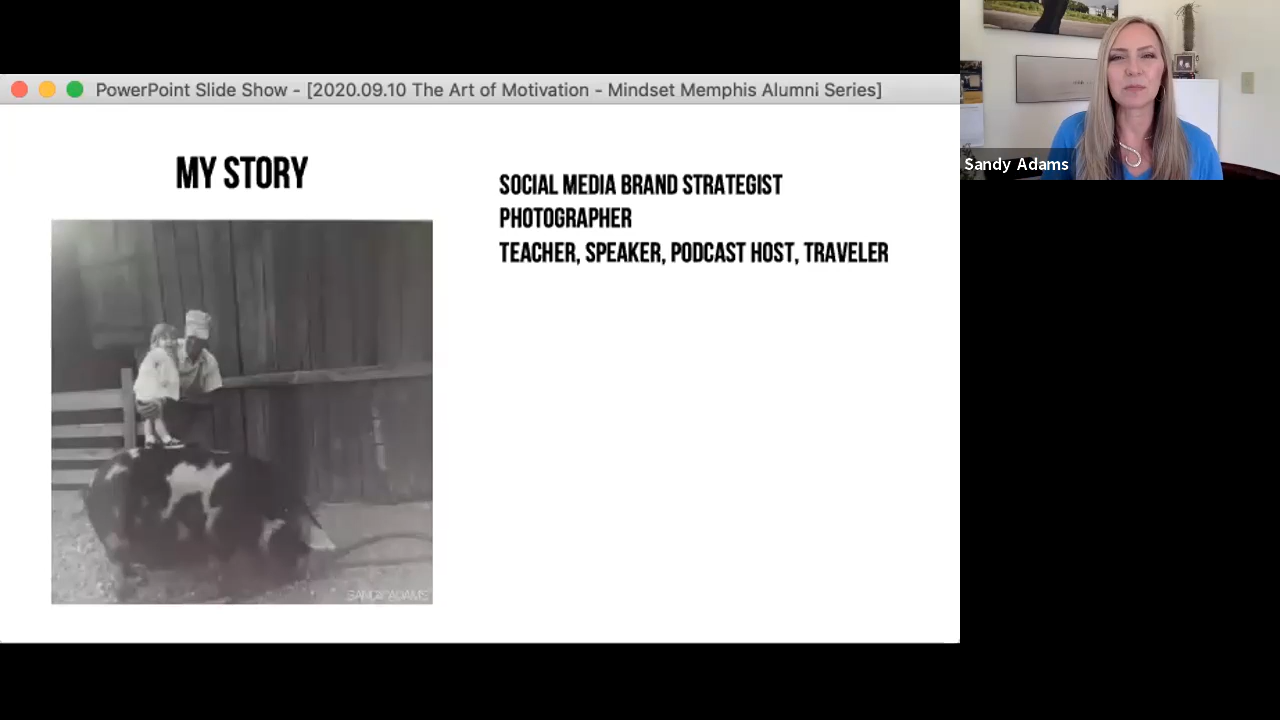 PowerPoint Slide Show - [2020.09.10 The Art of Motivation - Mindset Memphis Alumni Series]
MY STORY
SOCIAL MEDIA BRAND STRATEGIST
PHOTOGRAPHER
TEACHER, SPEAKER, PODCAST HOST, TRAVELER
SANDY ADAMS
Sandy Adams